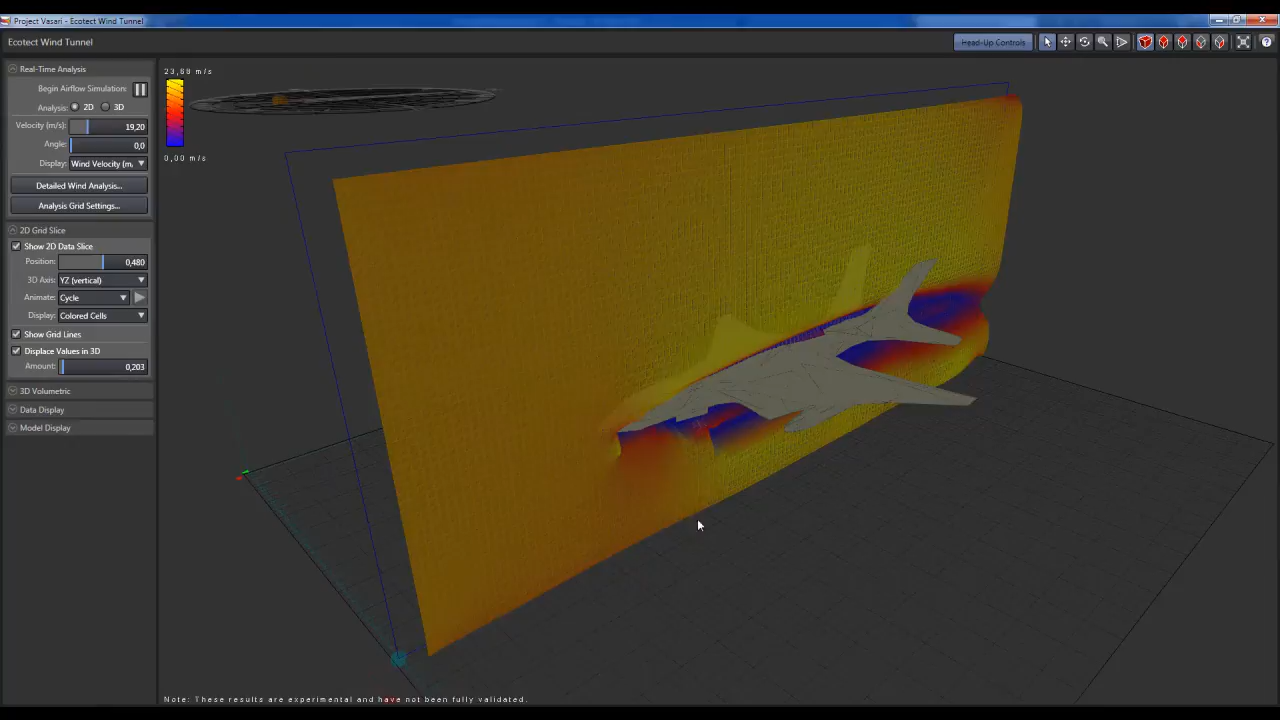 Project Vasari - Ecotect Wind Tunnel
Ecotect Wind Tunnel
Head-Up Controls
Real-Time Analysis
Begin Airflow Simulation:
Analysis: 2D 3D
Velocity (m/s): 19,20
Angle: 0,0
Display: Wind Velocity (m,
Detailed Wind Analysis...
Analysis Grid Settings...
2D Grid Slice
Show 2D Data Slice
Position: 0,480
3D Axis: YZ (vertical)
Animate: Cycle
Display: Colored Cells
Show Grid Lines
Displace Values in 3D
Amount: 0,203
3D Volumetric
Data Display
Model Display
23,68 m/s
0,00 m/s
Note: These results are experimental and have not been fully validated.